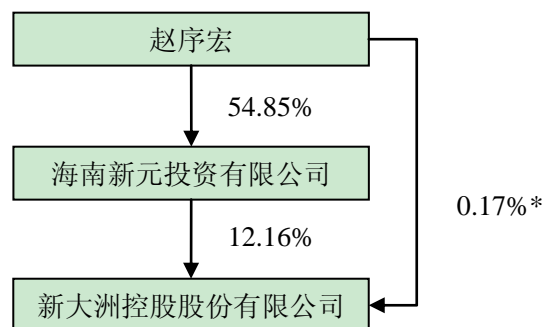 赵序宏
54.85%
海南新元投资有限公司
0.17%*
12.16%
新大洲控股股份有限公司